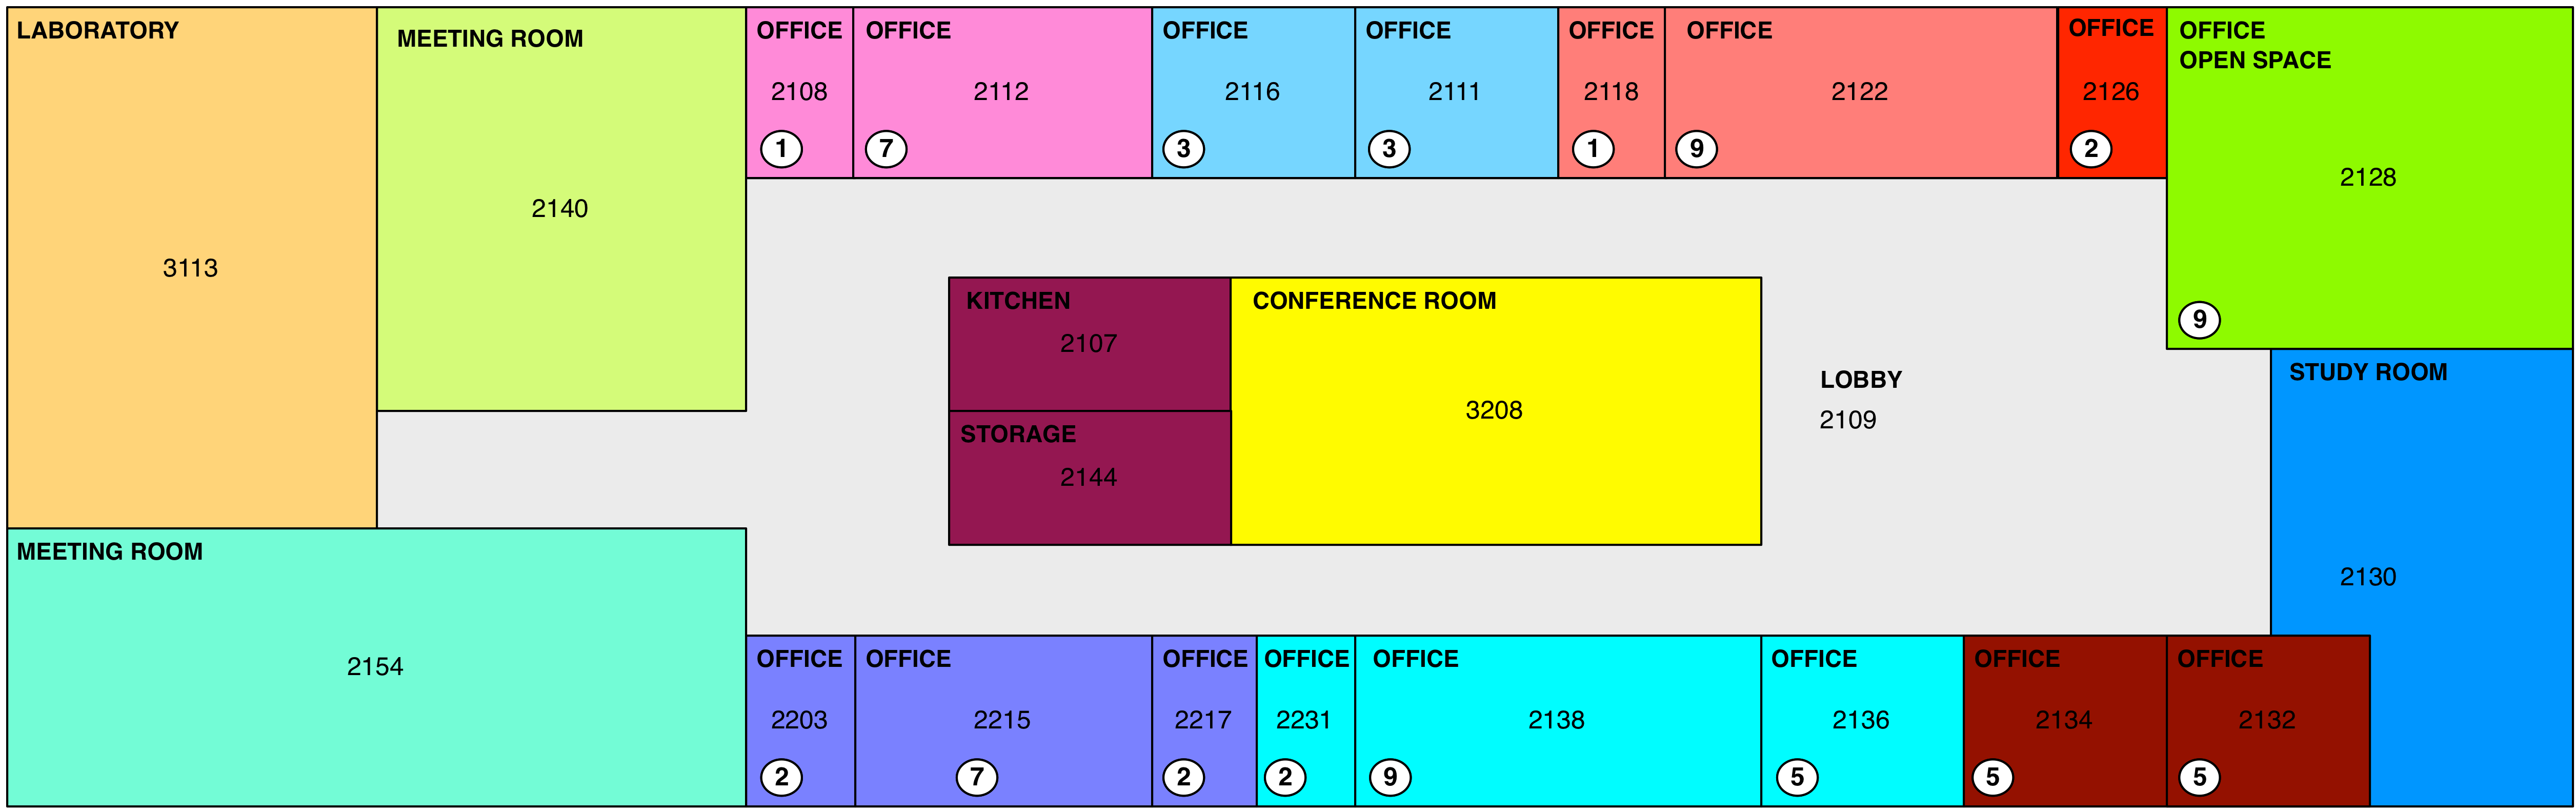 LABORATORY
3113
MEETING ROOM
2140
OFFICE
2108
1
OFFICE
2112
7
OFFICE
2116
3
OFFICE
2111
3
OFFICE
2118
1
OFFICE
2122
9
OFFICE
2126
2
OFFICE
OPEN SPACE
2128
9
KITCHEN
2107
STORAGE
2144
CONFERENCE ROOM
3208
LOBBY
2109
STUDY ROOM
2130
MEETING ROOM
2154
OFFICE
2203
2
OFFICE
2215
7
OFFICE
2217
2
OFFICE
2231
2
OFFICE
2138
9
OFFICE
2136
5
OFFICE
2134
5
OFFICE
2132
5